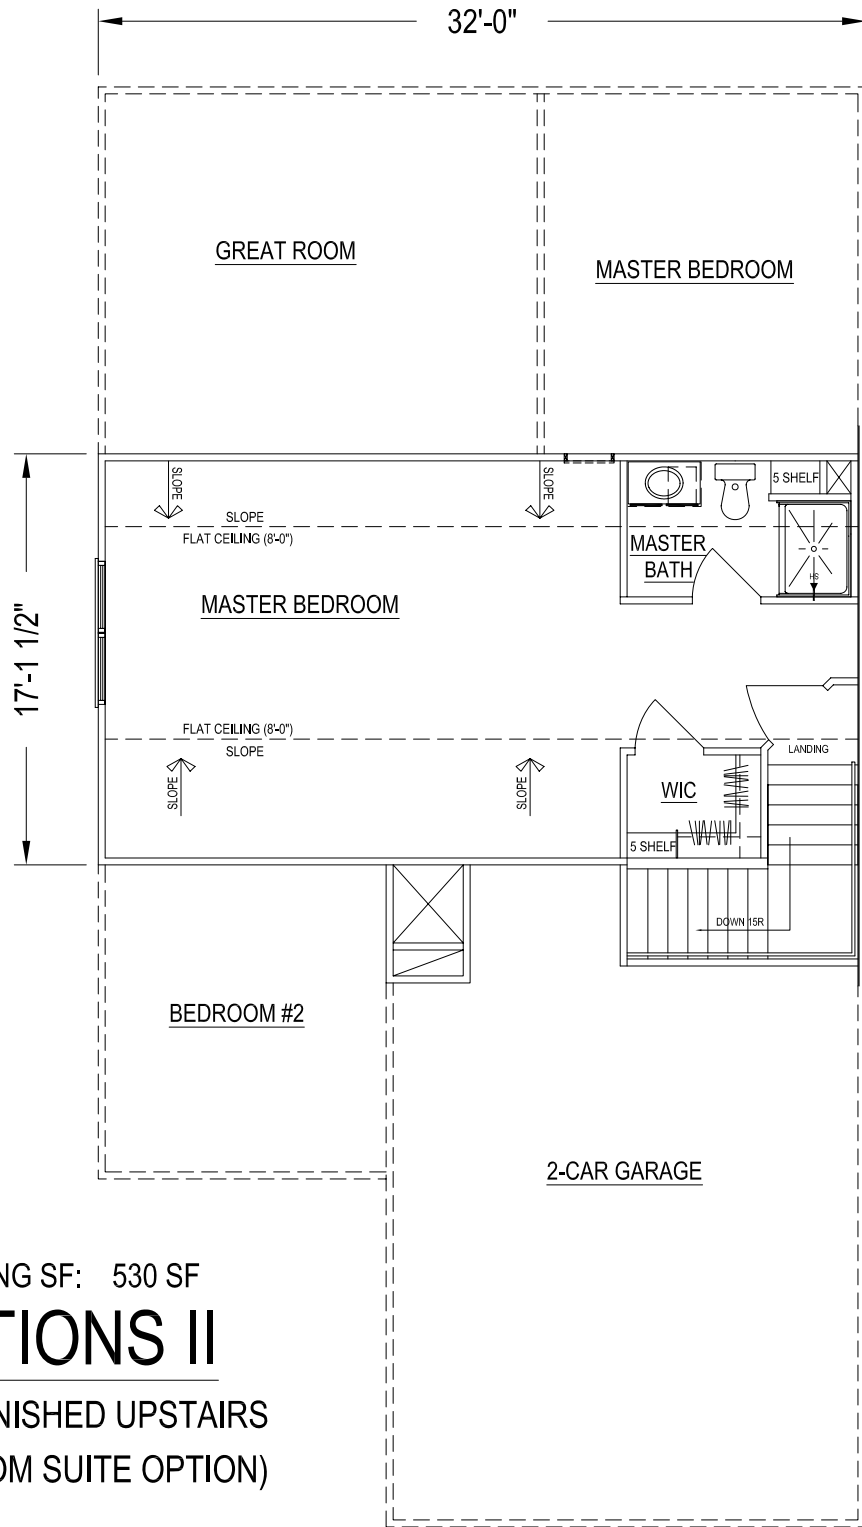 32'-0"
GREAT ROOM
MASTER BEDROOM
SLOPE
SLOPE
5 SHELF
SLOPE
FLAT CEILING (8'-0")
MASTER
BATH
HS
MASTER BEDROOM
17'-1 1/2"
FLAT CEILING (8'-0")
SLOPE
LANDING
SLOPE
SLOPE
WIC
5 SHELF
DOWN 15R
BEDROOM #2
2-CAR GARAGE
NG SF: 530 SF
TIONS II
NISHED UPSTAIRS
OM SUITE OPTION)